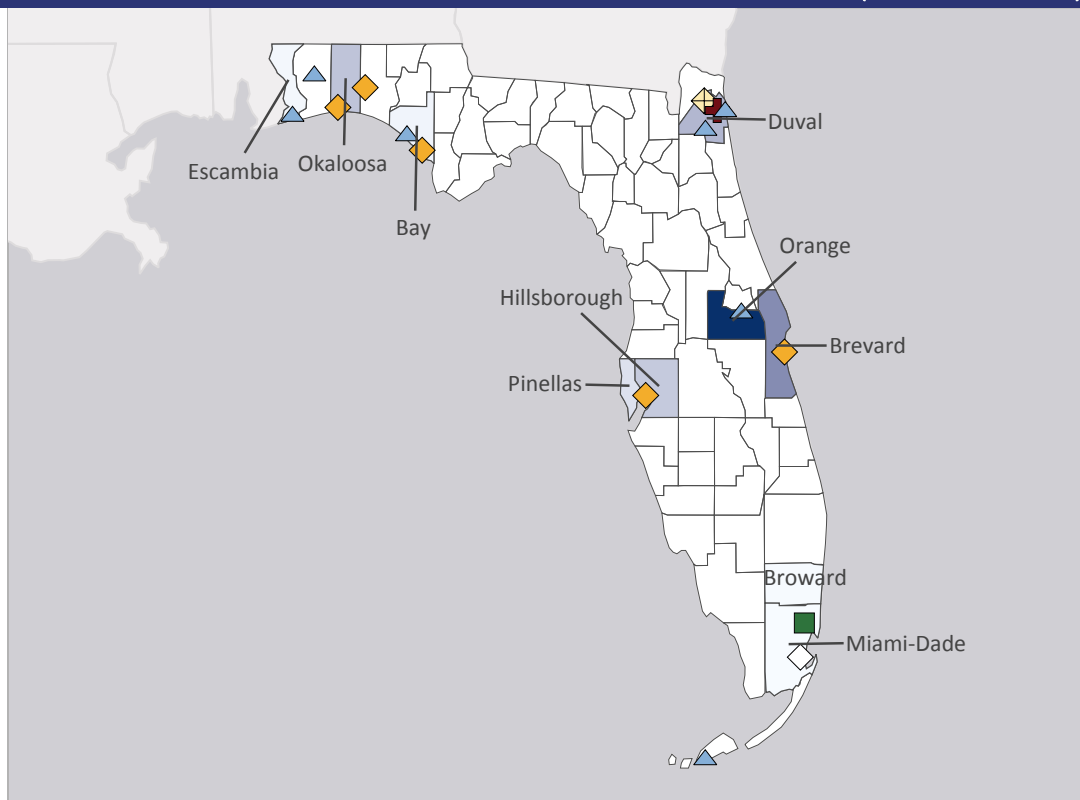 Duval
Escambia
Okaloosa
Bay
Orange
Hillsborough
Brevard
Pinellas
Broward
Miami-Dade